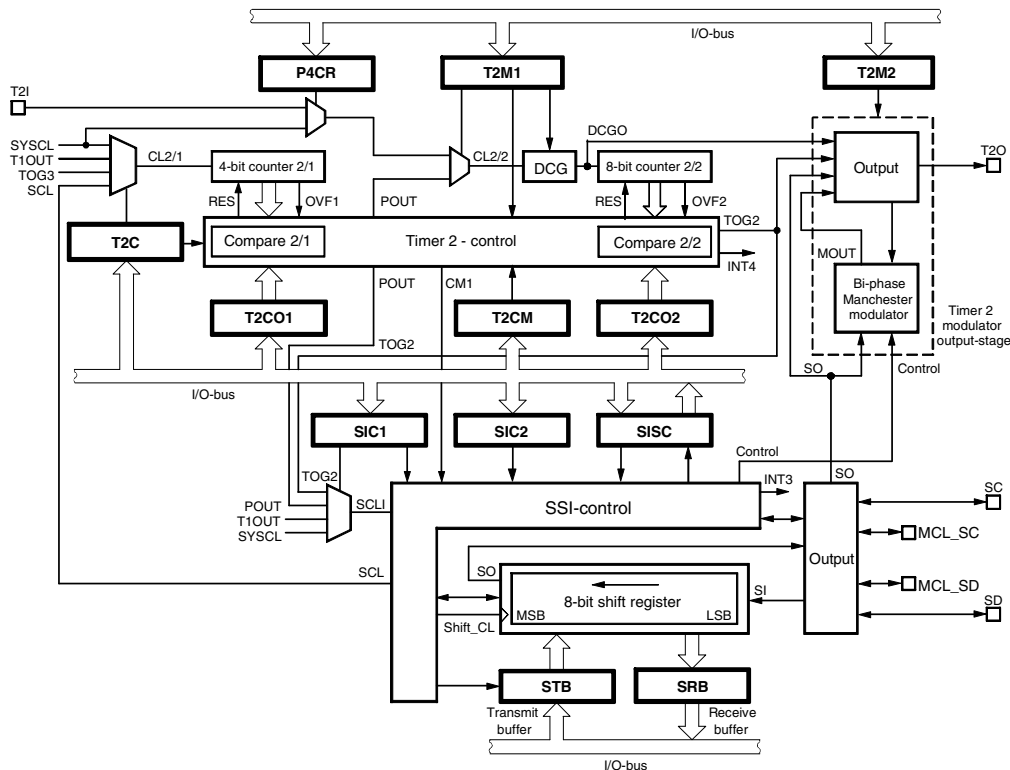 I/O-bus
P4CR
T2M1
T2M2
T2I
DCGO
SYSCL
T1OUT
TOG3
SCL
CL2/1
4-bit counter 2/1
CL2/2
DCG
8-bit counter 2/2
Output
T2O
RES
OVF1
POUT
RES
OVF2
TOG2
T2C
Compare 2/1
Timer 2 - control
Compare 2/2
INT4
MOUT
POUT
CM1
Bi-phase
Manchester
modulator
T2CO1
T2CM
T2CO2
Timer 2
modulator
output-stage
TOG2
SO
Control
I/O-bus
SIC1
SIC2
SISC
Control
TOG2
SO
INT3
POUT
T1OUT
SYSCL
SCLI
SSI-control
SC
MCL_SC
Output
SCL
SO
SI
MCL_SD
SD
8-bit shift register
MSB
LSB
Shift_CL
STB
SRB
Transmit
buffer
Receive
buffer
I/O-bus